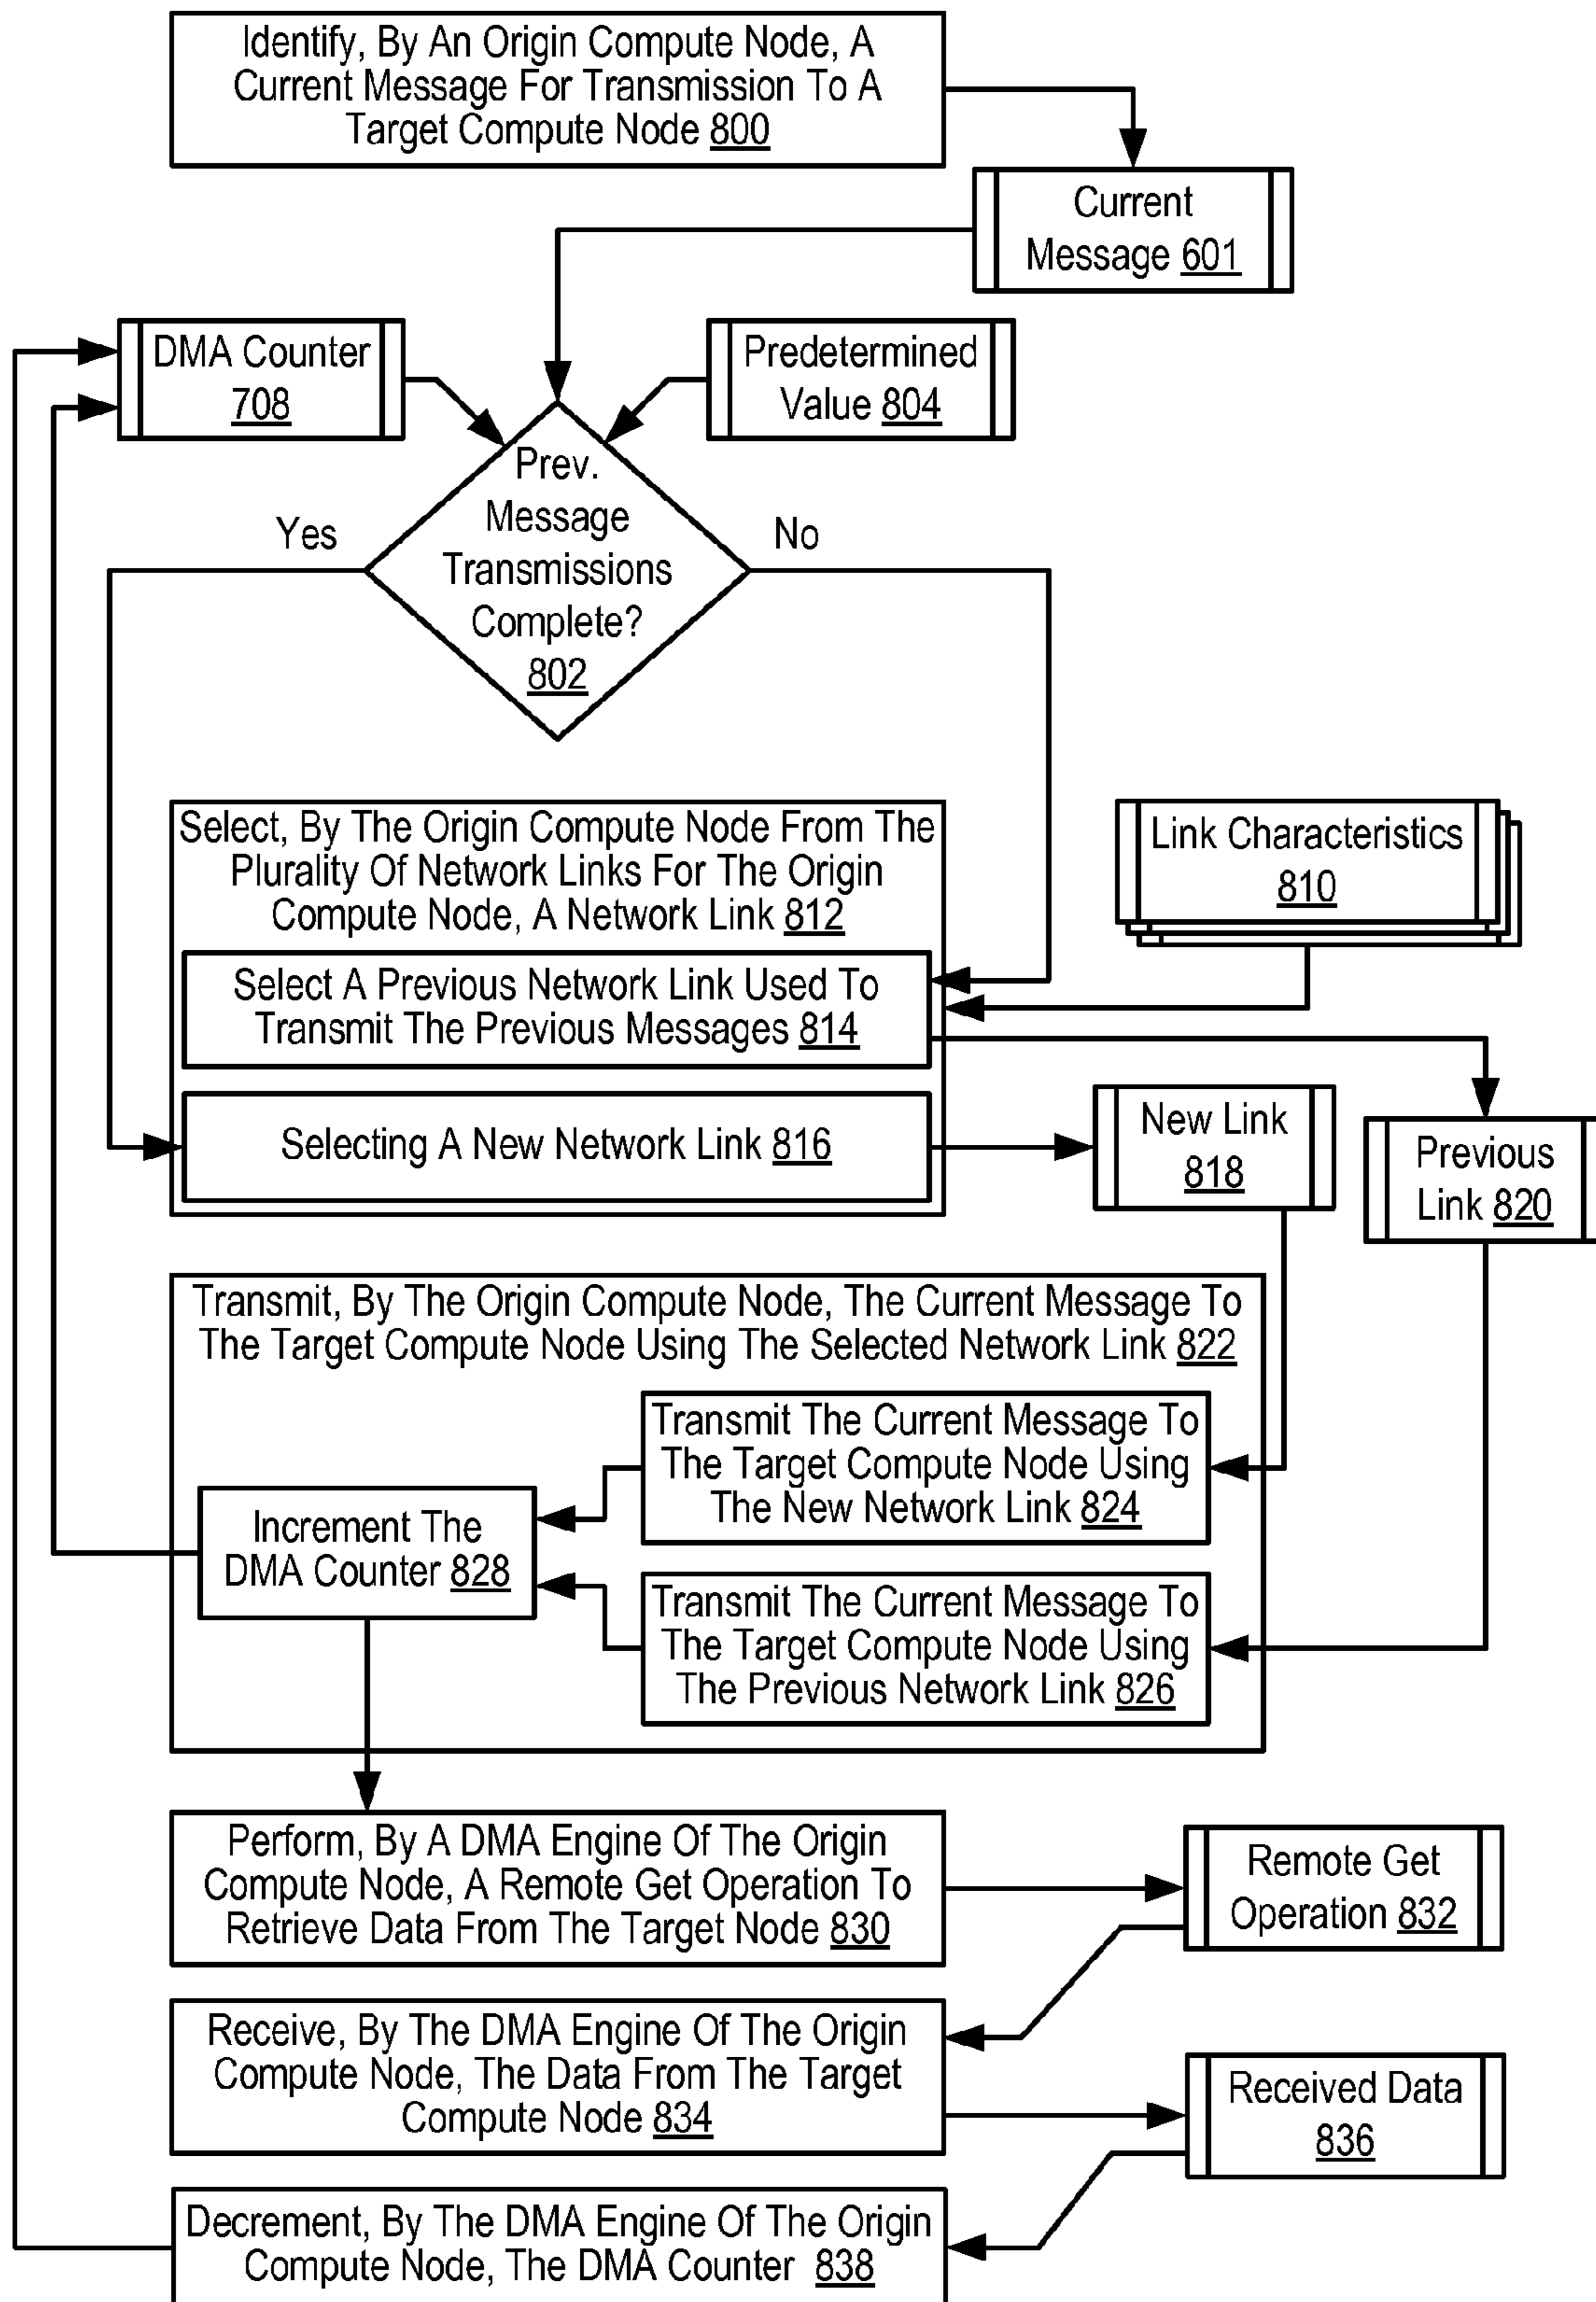 Identify, By An Origin Compute Node, A
Current Message For Transmission To A
Target Compute Node 800
Current
Message 601
DMA Counter
708
Predetermined
Value 804
Prev.
Message
Transmissions
Complete?
802
Yes
No
Select, By The Origin Compute Node From The
Plurality Of Network Links For The Origin
Compute Node, A Network Link 812
Link Characteristics
810
Select A Previous Network Link Used To
Transmit The Previous Messages 814
Selecting A New Network Link 816
New Link
818
Previous
Link 820
Transmit, By The Origin Compute Node, The Current Message To
The Target Compute Node Using The Selected Network Link 822
Transmit The Current Message To
The Target Compute Node Using
The New Network Link 824
Increment The
DMA Counter 828
Transmit The Current Message To
The Target Compute Node Using
The Previous Network Link 826
Perform, By A DMA Engine Of The Origin
Compute Node, A Remote Get Operation To
Retrieve Data From The Target Node 830
Remote Get
Operation 832
Receive, By The DMA Engine Of The Origin
Compute Node, The Data From The Target
Compute Node 834
Received Data
836
Decrement, By The DMA Engine Of The Origin
Compute Node, The DMA Counter 838